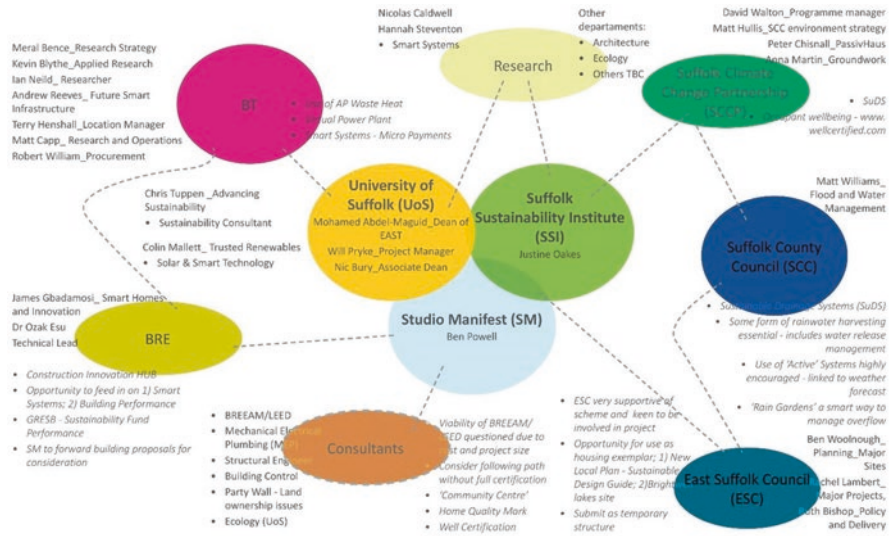 Nicolas Caldwell
Hannah Steventon
• Smart Systems
Other
departaments:
• Architecture
• Ecology
• Others TBC
David Walton_Programme manager
Matt Hullis_SCC environment strategy
Peter Chisnall_PassivHaus
Anna Martin_Groundwork
Meral Bence_Research Strategy
Kevin Blythe_Applied Research
Ian Neild_ Researcher
Andrew Reeves_ Future Smart
Infrastructure
Terry Henshall_Location Manager
Matt Capp_ Research and Operations
Robert William_Procurement
BT
of AP Waste Heat
Power Plant
Smart Systems - Micro Payments
Research
Suffolk Climate
Change Partnership
(SCCP)
• SuDS
wellbeing - www.
wellcertified.com
Chris Tuppen _Advancing
Sustainability
• Sustainability Consultant
Colin Mallett_ Trusted Renewables
• Solar & Smart Technology
University of
Suffolk (UoS)
Mohamed Abdel-Maguid_Dean of
EAST
Will Pryke_Project Manager
Nic Bury_Associate Dean
Suffolk
Sustainability Institute
(SSI)
Justine Oakes
Matt Williams_
Flood and Water
Management
Suffolk County
Council (SCC)
Studio Manifest (SM)
Ben Powell
James Gbadamosi_ Smart Homes
and Innovation
Dr Ozak Esu
Technical Lead
BRE
• Construction Innovation HUB
• Opportunity to feed in on 1) Smart
Systems; 2) Building Performance
• GRESB - Sustainability Fund
Performance
• SM to forward building proposals for
consideration
Drainage Systems (SuDS)
• Some form of rainwater harvesting
essential - includes water release
management
• Use of 'Active' Systems highly
encouraged - linked to weather
forecast
• 'Rain Gardens' a smart way to
manage overflow
• BREEAM/LEED
• Mechanical Electrical
Plumbing
• Structural
• Building Control
• Party Wall - Land
ownership issues
• Ecology (UoS)
Consultants
• Viability of BREEAM/
LEED questioned due to
and project size
• Consider following path
without full certification
• 'Community Centre'
• Home Quality Mark
• Well Certification
• ESC very supportive of
scheme and keen to be
involved in project
• Opportunity for use as
housing exemplar; 1) New
Local Plan - Sustainable
Design Guide; 2)Bright
lakes site
• Submit as temporary
structure
East Suffolk Council
(ESC)
Ben Woolnough_
Planning_Major
Sites
Lambert_
Major Projects,
Bishop_Policy
and Delivery